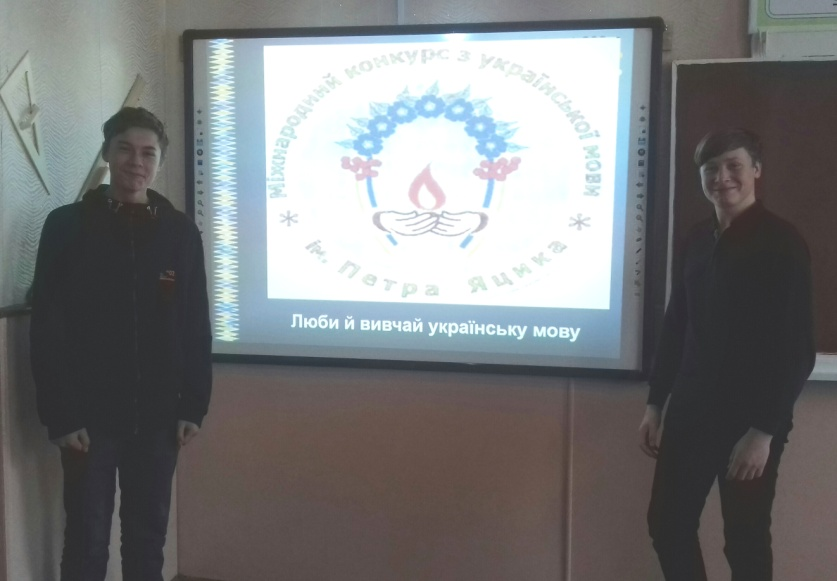 Міжнародний конкурс з української мови
ім. Петра Яцика
Люби й вивчай українську мову